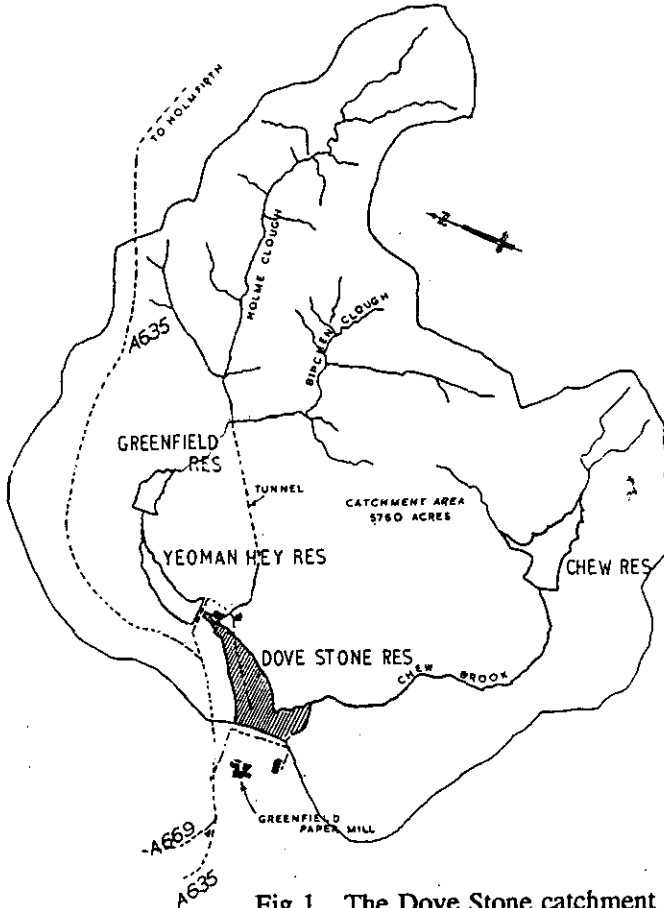 TO HOLMFIRTH
HOLME CLOUGH
A635
BIRCHEN CLOUGH
GREENFIELD
RES
TUNNEL
CATCHMENT AREA
5760 ACRES
YEOMAN HEY RES
CHEW RES
DOVE STONE RES
CHEW BROOK
GREENFIELD
PAPER MILL
A669
A635
Fig 1. The Dove Stone catchment